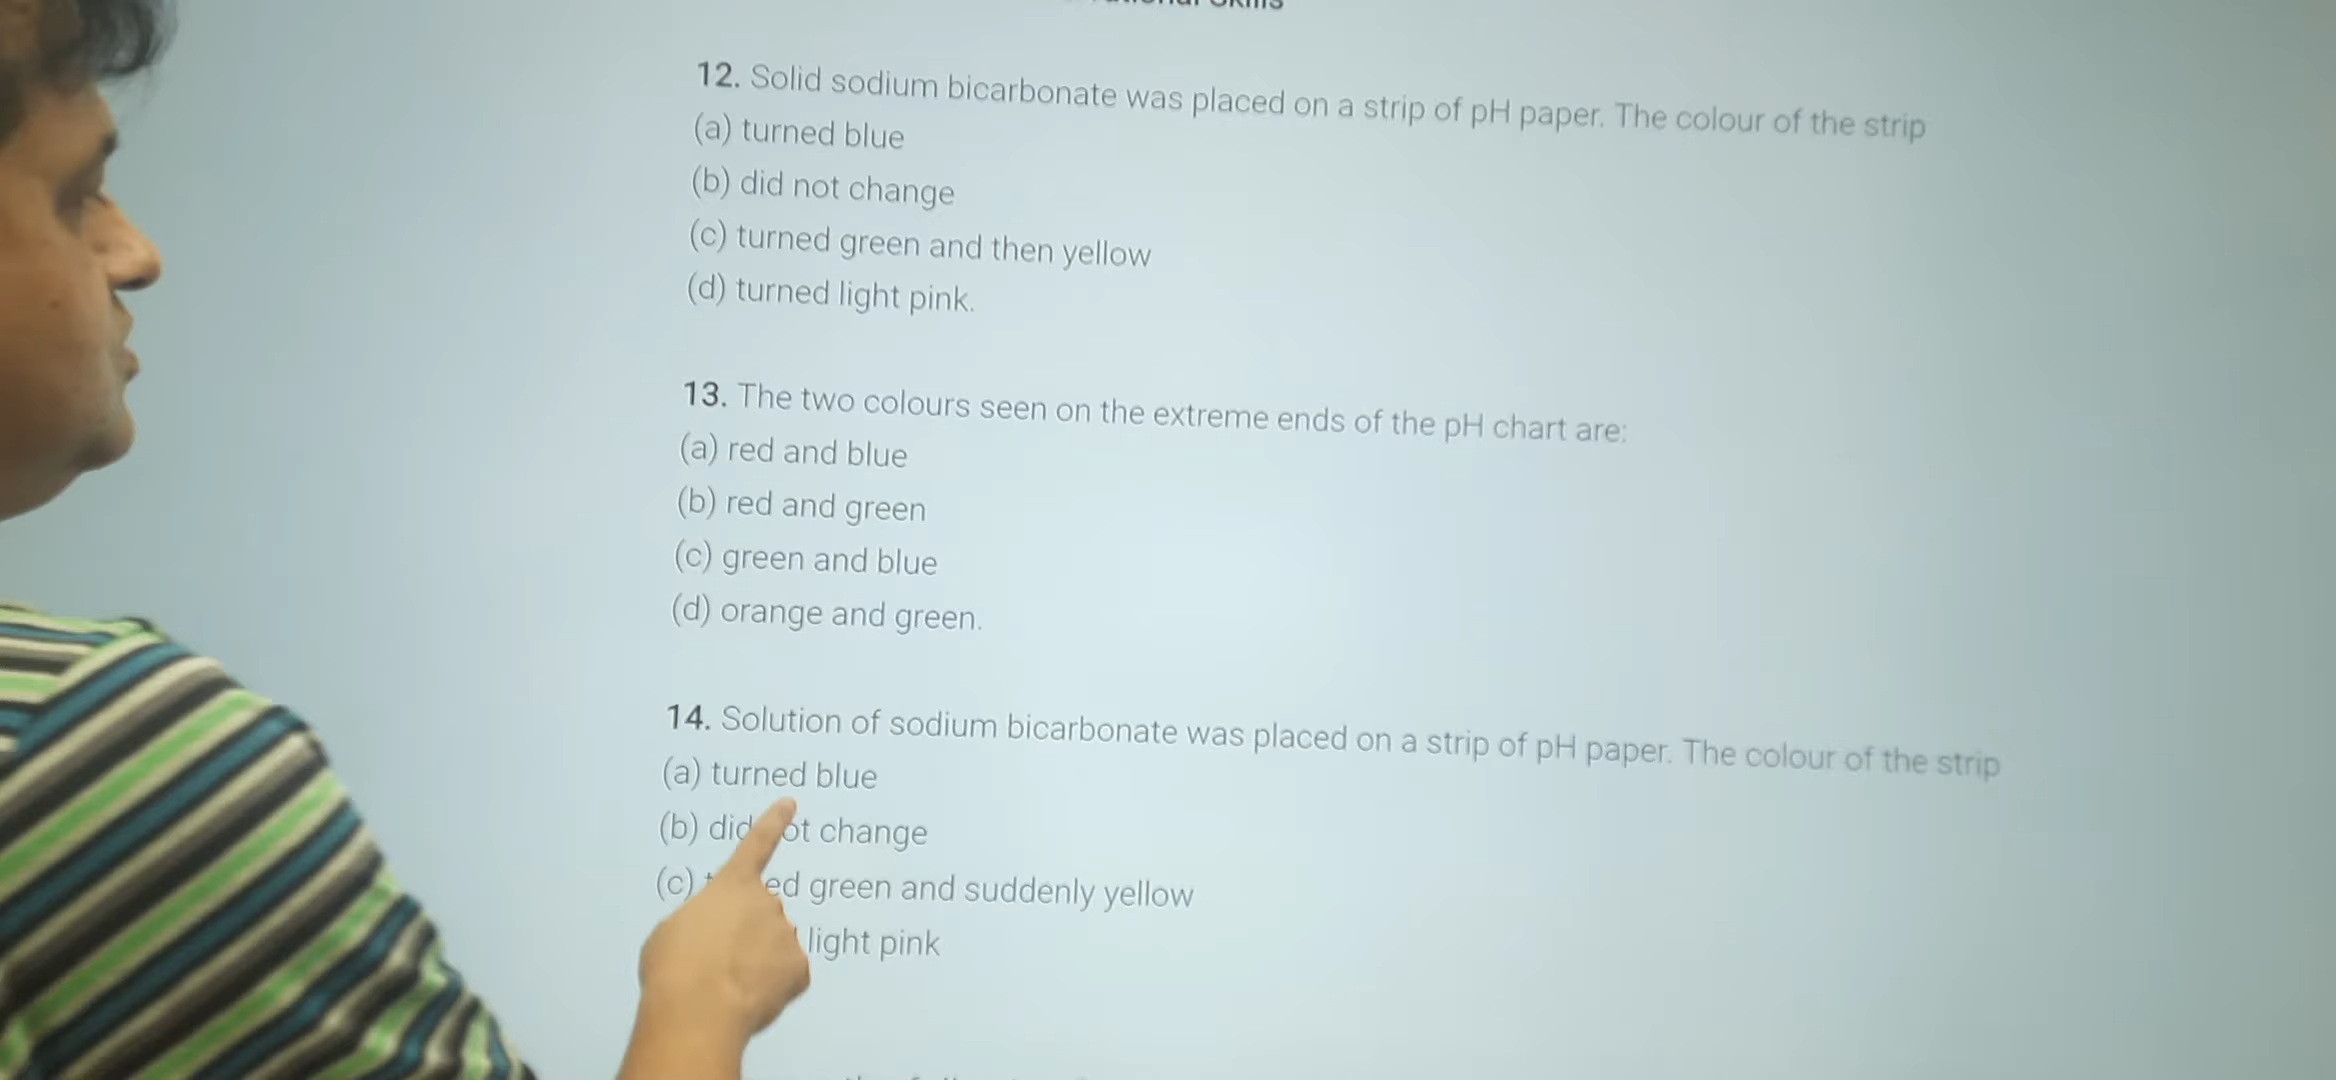 Skills
12. Solid sodium bicarbonate was placed on a strip of pH paper. The colour of the strip
(a) turned blue
(b) did not change
(c) turned green and then yellow
(d) turned light pink.
13. The two colours seen on the extreme ends of the pH chart are:
(a) red and blue
(b) red and green
(c) green and blue
(d) orange and green.
14. Solution of sodium bicarbonate was placed on a strip of pH paper. The colour of the strip
(a) turned blue
(b) did ot change
(c) ed green and suddenly yellow
light pink